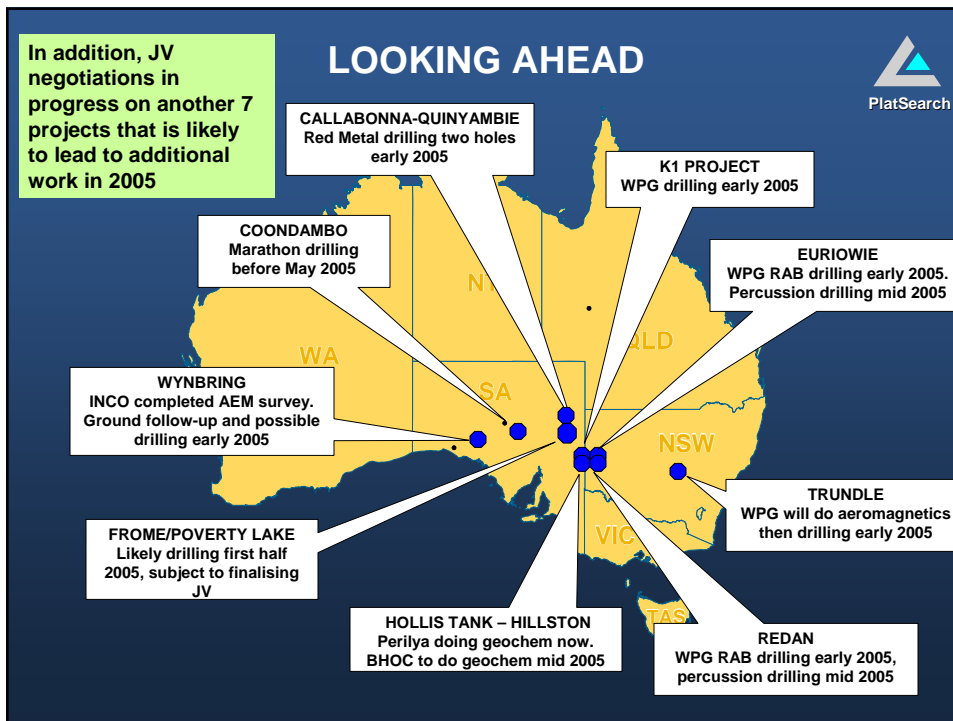 In addition, JV
negotiations in
progress on another 7
projects that is likely
to lead to additional
work in 2005
LOOKING AHEAD
PlatSearch
CALLABONNA-QUINYAMBIE
Red Metal drilling two holes
early 2005
K1 PROJECT
WPG drilling early 2005
COONDAMBO
Marathon drilling
before May 2005
EURIOWIE
WPG RAB drilling early 2005.
Percussion drilling mid 2005
NT
QLD
WA
SA
WYNBRING
INCO completed AEM survey.
Ground follow-up and possible
drilling early 2005
NSW
TRUNDLE
WPG will do aeromagnetics
then drilling early 2005
FROME/POVERTY LAKE
Likely drilling first half
2005, subject to finalising
JV
VIC
TAS
HOLLIS TANK – HILLSTON
Perilya doing geochem now.
BHOC to do geochem mid 2005
REDAN
WPG RAB drilling early 2005,
percussion drilling mid 2005